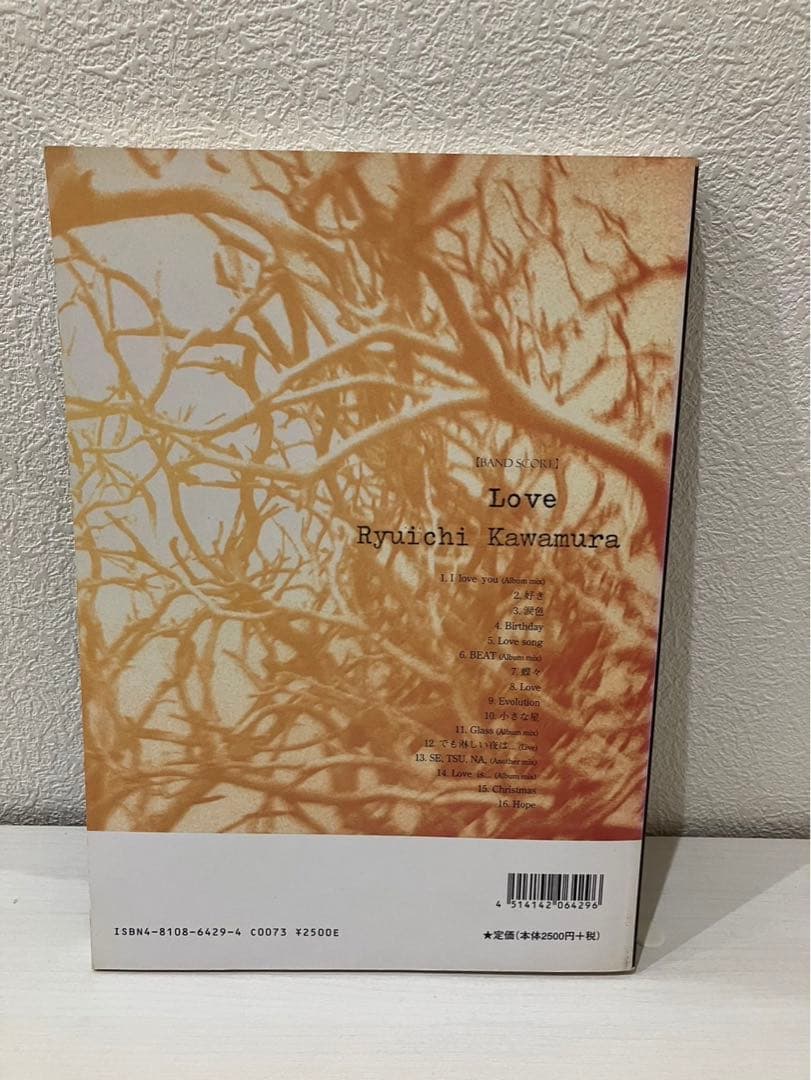 【BAND SCORE】
Love
Ryuichi Kawamura
1. I love you (Album mix)
2. 好き
3. 涙色
4. Birthday
5. Love song
6. BEAT (Album mix)
7. 蝶々
8. Love
9. Evolution
10. 小さな星
11. Glass (Album mix)
12. でも淋しい夜は... (Live)
13. SE, TSU, NA, (Another mix)
14. Love is... (Album mix)
15. Christmas
16. Hope
4 514142 064296
ISBN4-8108-6429-4 C0073 ¥2500E
★定価(本体2500円+税)